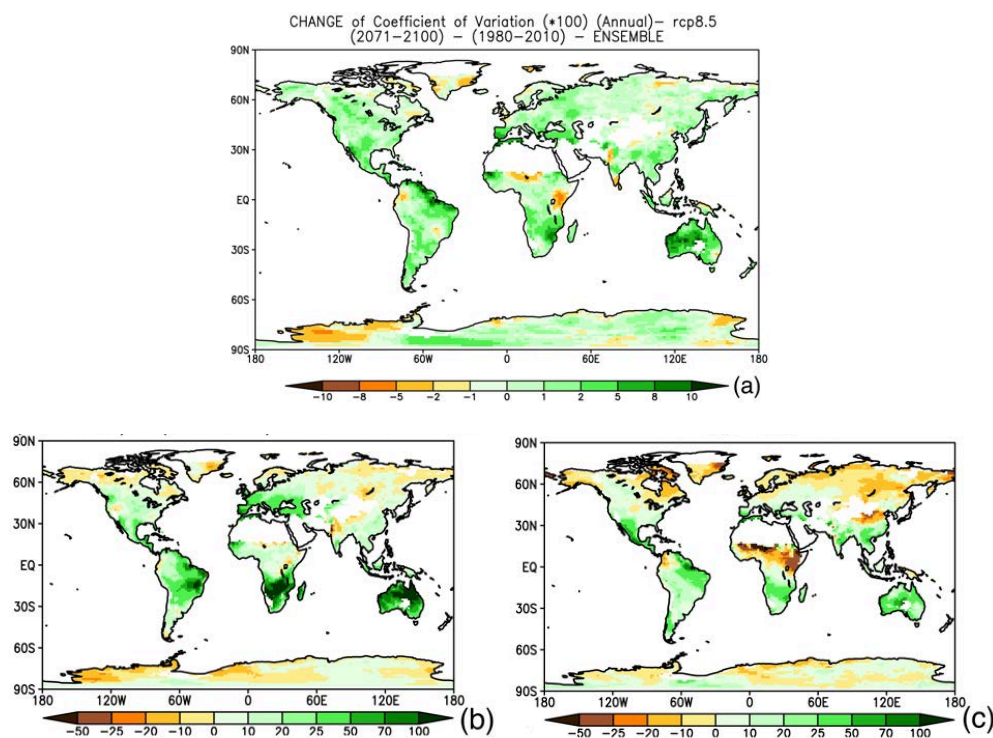 CHANGE of Coefficient of Variation (*100) (Annual)– rcp8.5
(2071–2100) – (1980–2010) – ENSEMBLE
90N
60N
30N
EQ
30S
60S
90S
180 120W 60W 0 60E 120E 180
−10 −8 −5 −2 −1 0 1 2 5 8 10 (a)
90N
60N
30N
EQ
30S
60S
90S
180 120W 60W 0 60E 120E 180
−50 −25 −20 −10 0 10 20 25 50 70 100 (b)
90N
60N
30N
EQ
30S
60S
90S
180 120W 60W 0 60E 120E 180
−50 −25 −20 −10 0 10 20 25 50 70 100 (c)